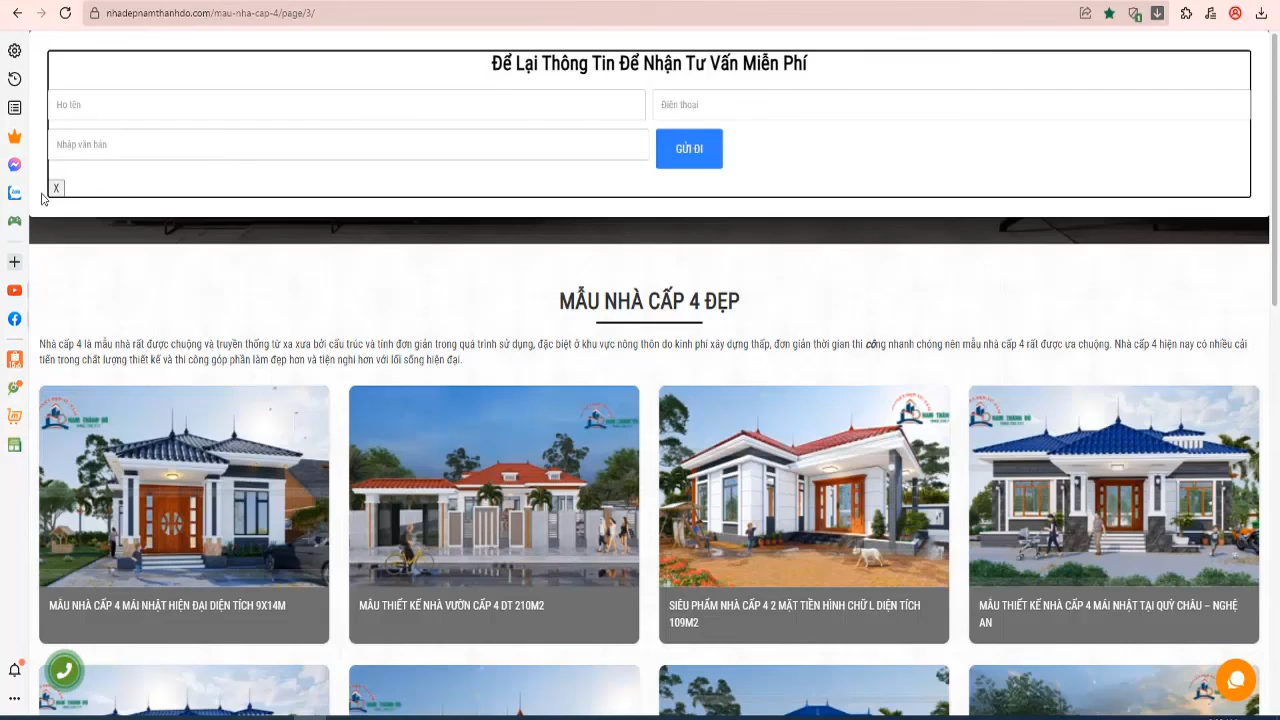 nhadepnamthanhdo.com/mau-nha-cap-4/page/3/
Để Lại Thông Tin Để Nhận Tư Vấn Miễn Phí
Họ tên
Điện thoại
Nhập văn bản
GỬI ĐI
X
MẪU NHÀ CẤP 4 ĐẸP
Nhà cấp 4 là mẫu nhà rất được chuộng và truyền thống từ xa xưa bởi cấu trúc và tính đơn giản trong quá trình sử dụng, đặc biệt ở khu vực nông thôn do kinh phí xây dựng thấp, đơn giản thời gian thi công nhanh chóng nên mẫu nhà cấp 4 rất được ưa chuộng. Nhà cấp 4 hiện nay có nhiều cải
tiến trong chất lượng thiết kế và thi công góp phần làm đẹp hơn và tiện nghi hơn với lối sống hiện đại.
NAM THÀNH ĐÔ
MẪU NHÀ CẤP 4 MÁI NHẬT HIỆN ĐẠI DIỆN TÍCH 9X14M
MẪU THIẾT KẾ NHÀ VƯỜN CẤP 4 DT 210M2
SIÊU PHẨM NHÀ CẤP 4 2 MẶT TIỀN HÌNH CHỮ L DIỆN TÍCH
109M2
MẪU THIẾT KẾ NHÀ CẤP 4 MÁI NHẬT TẠI QUỲ CHÂU – NGHỆ
AN